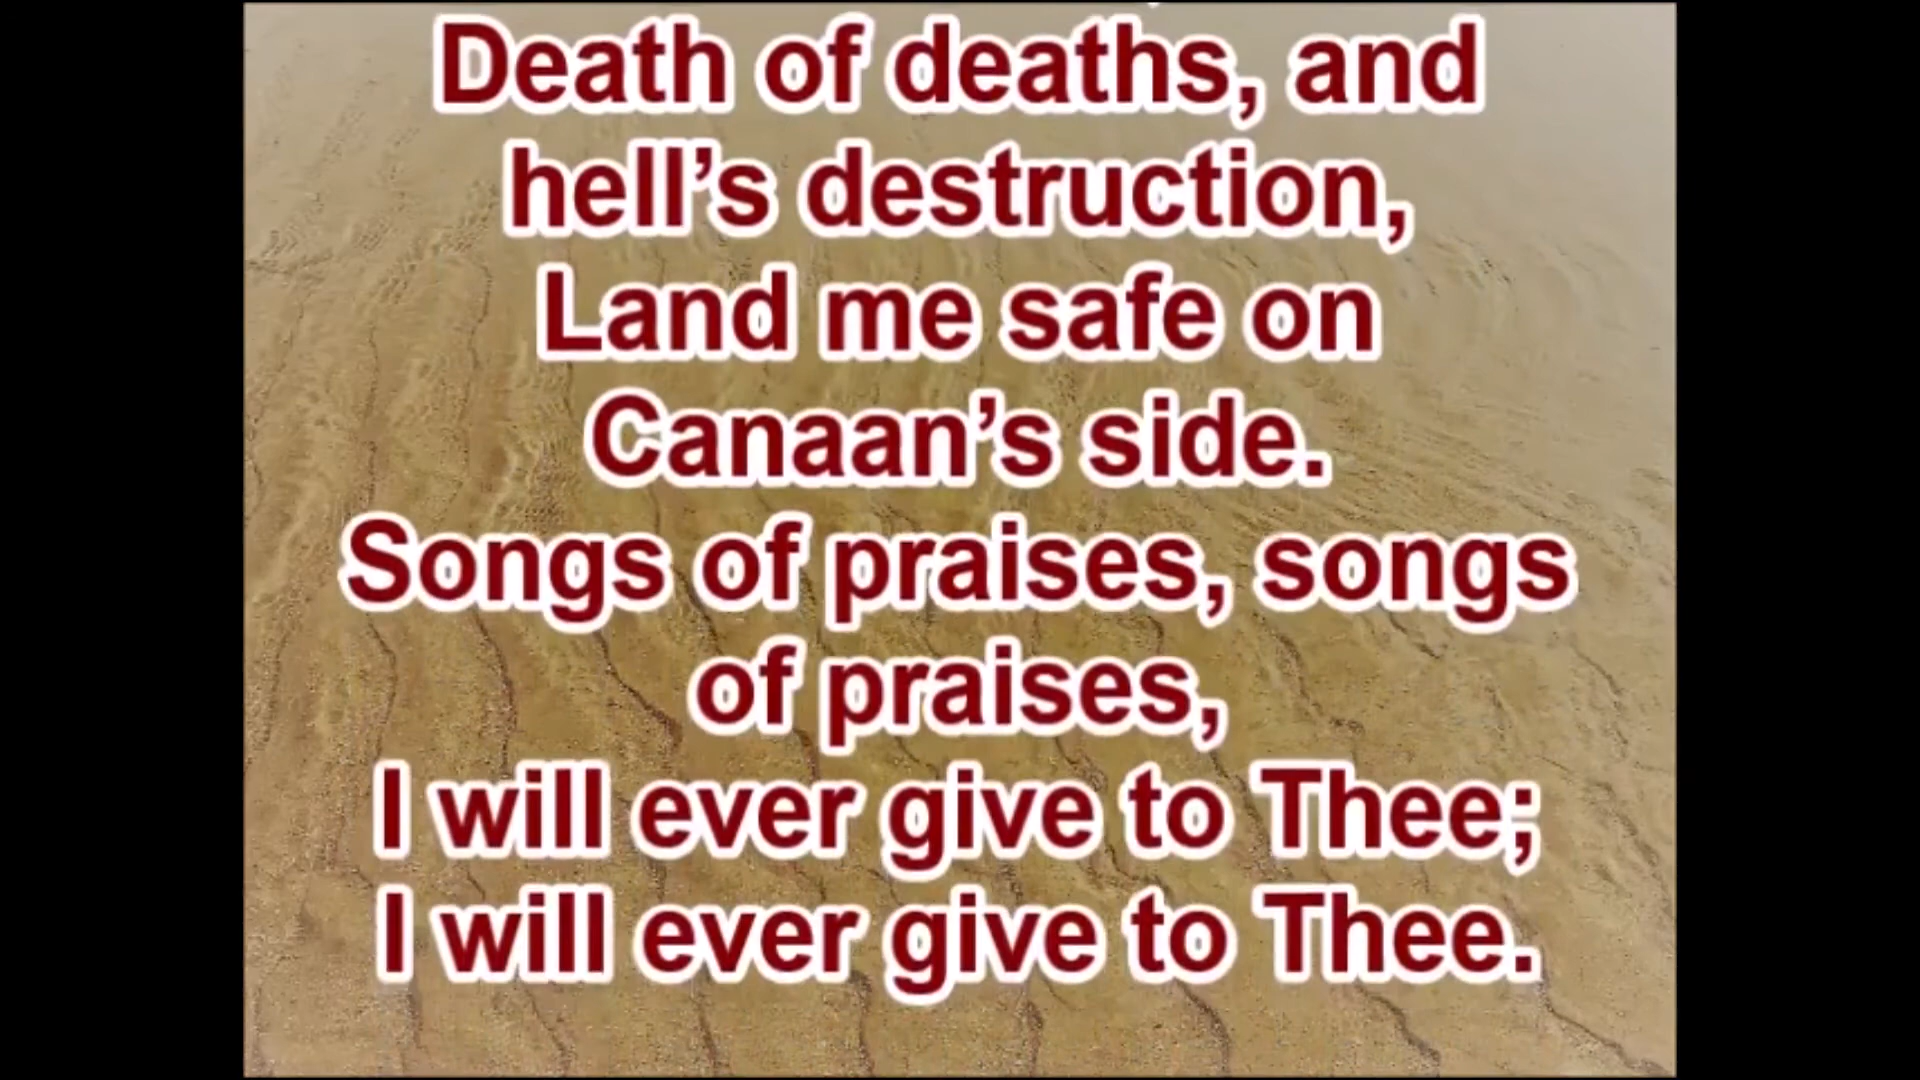 Death of deaths, and
hell’s destruction,
Land me safe on
Canaan’s side.
Songs of praises, songs
of praises,
I will ever give to Thee;
I will ever give to Thee.